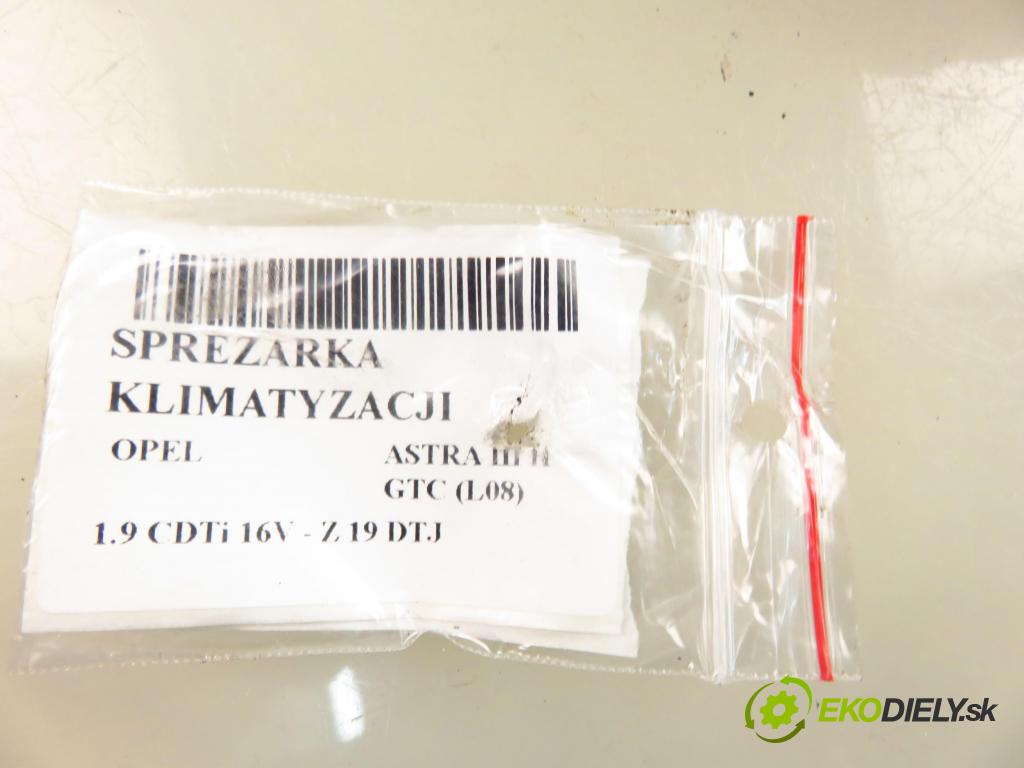 SPREZARKA
KLIMATYZACJI
OPEL ASTRA III H
GTC (L08)
1.9 CDTi 16V - Z 19 DTJ
EKODIELY.sk